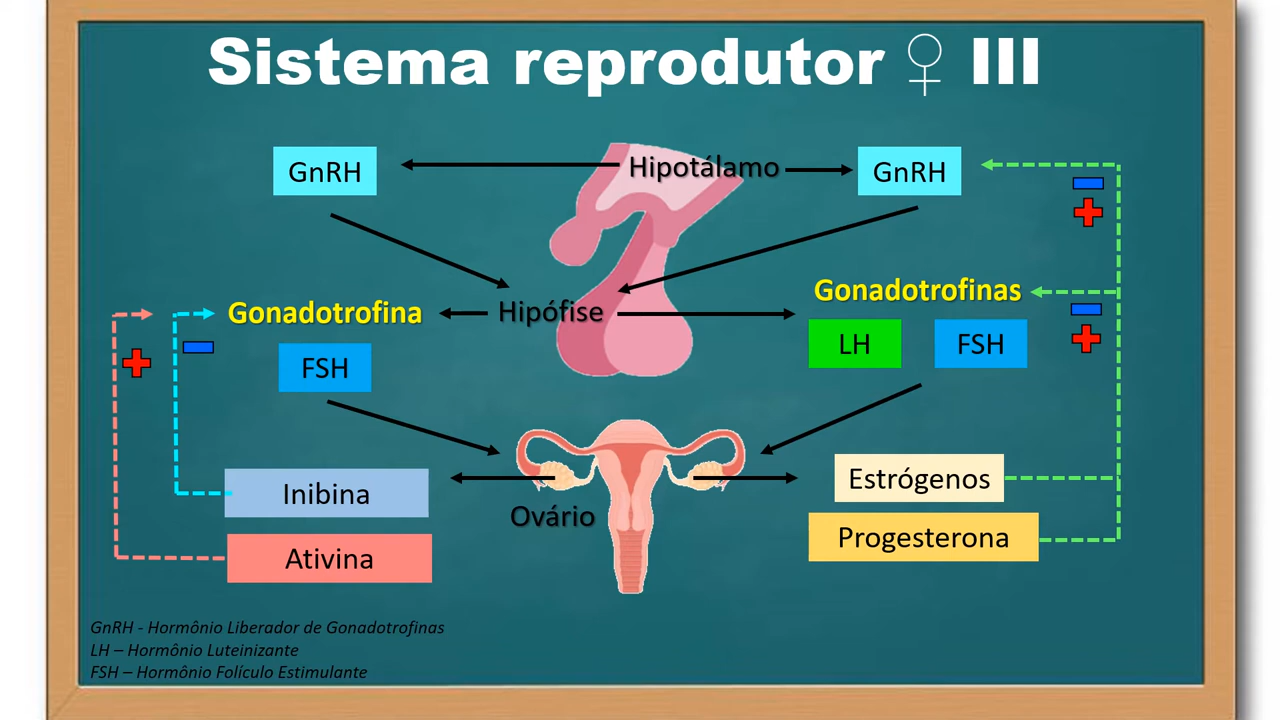 Sistema reprodutor ♀ III
GnRH
Hipotálamo
GnRH
Gonadotrofina
Hipófise
Gonadotrofinas
FSH
LH
FSH
Inibina
Ovário
Estrógenos
Ativina
Progesterona
GnRH - Hormônio Liberador de Gonadotrofinas
LH – Hormônio Luteinizante
FSH – Hormônio Folículo Estimulante